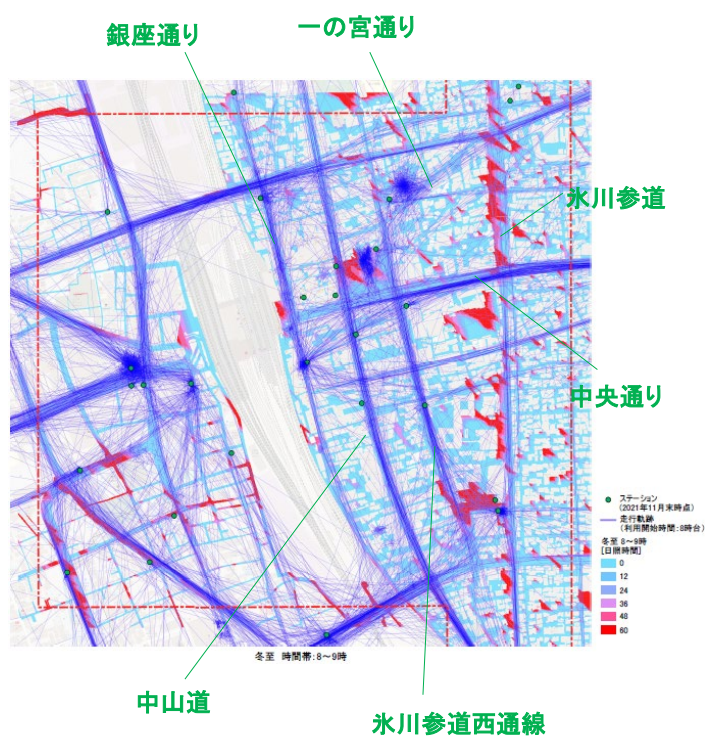 銀座通り
一の宮通り
氷川参道
中央通り
ステーション
(2021年11月末時点)
走行軌跡
(利用開始時間:8時台)
冬至 8~9時
[日照時間]
0
12
24
36
48
60
冬至 時間帯:8~9時
中山道
氷川参道西通線